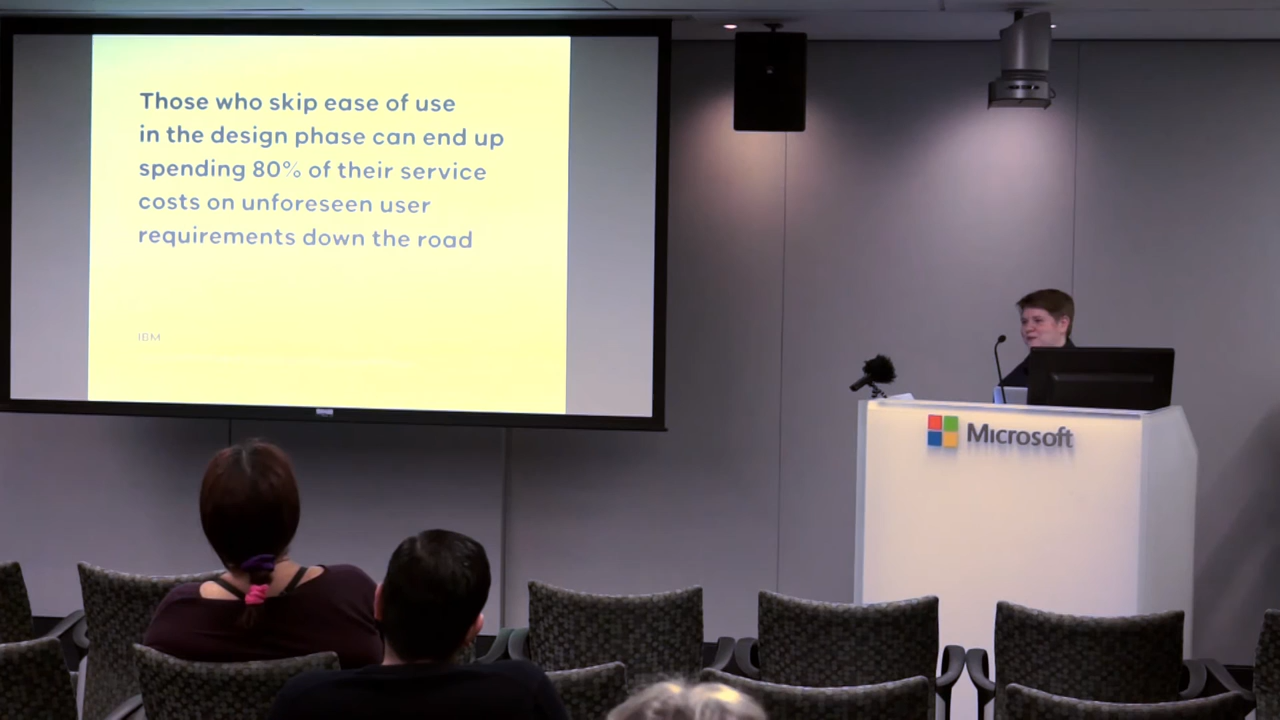 Those who skip ease of use
in the design phase can end up
spending 80% of their service
costs on unforeseen user
requirements down the road
IBM
Microsoft